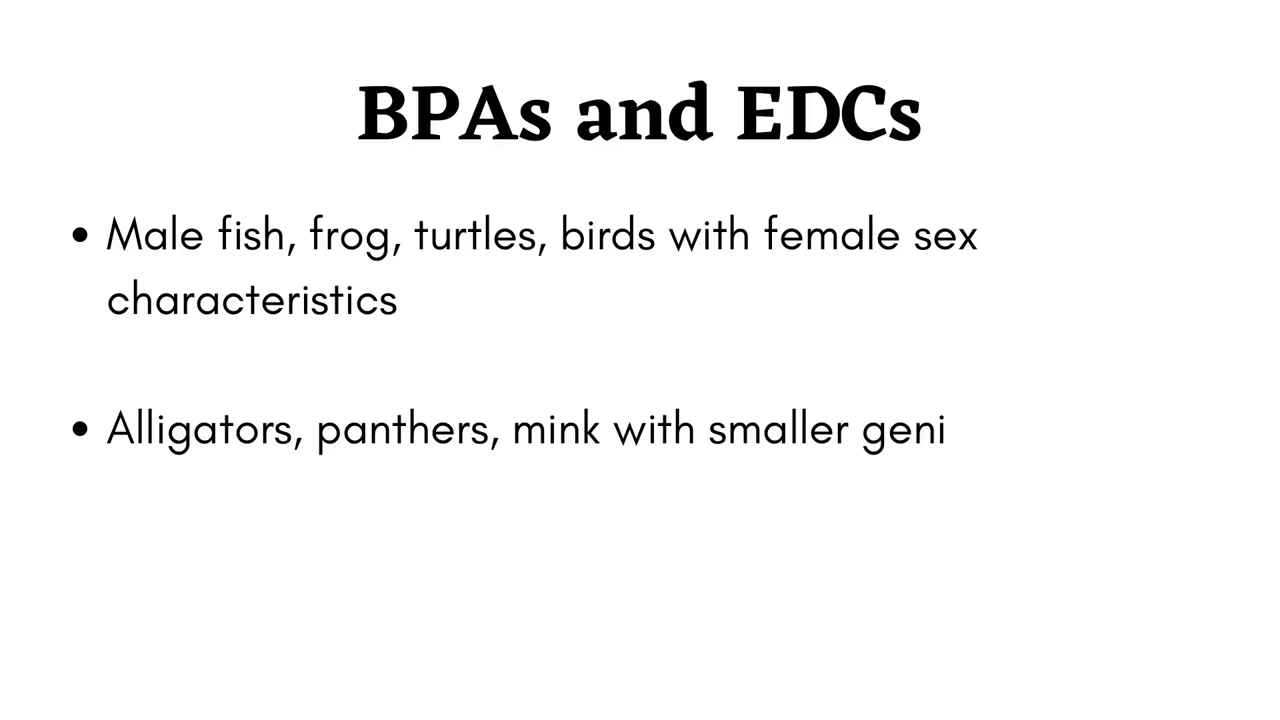 BPAs and EDCs
• Male fish, frog, turtles, birds with female sex
characteristics
• Alligators, panthers, mink with smaller geni